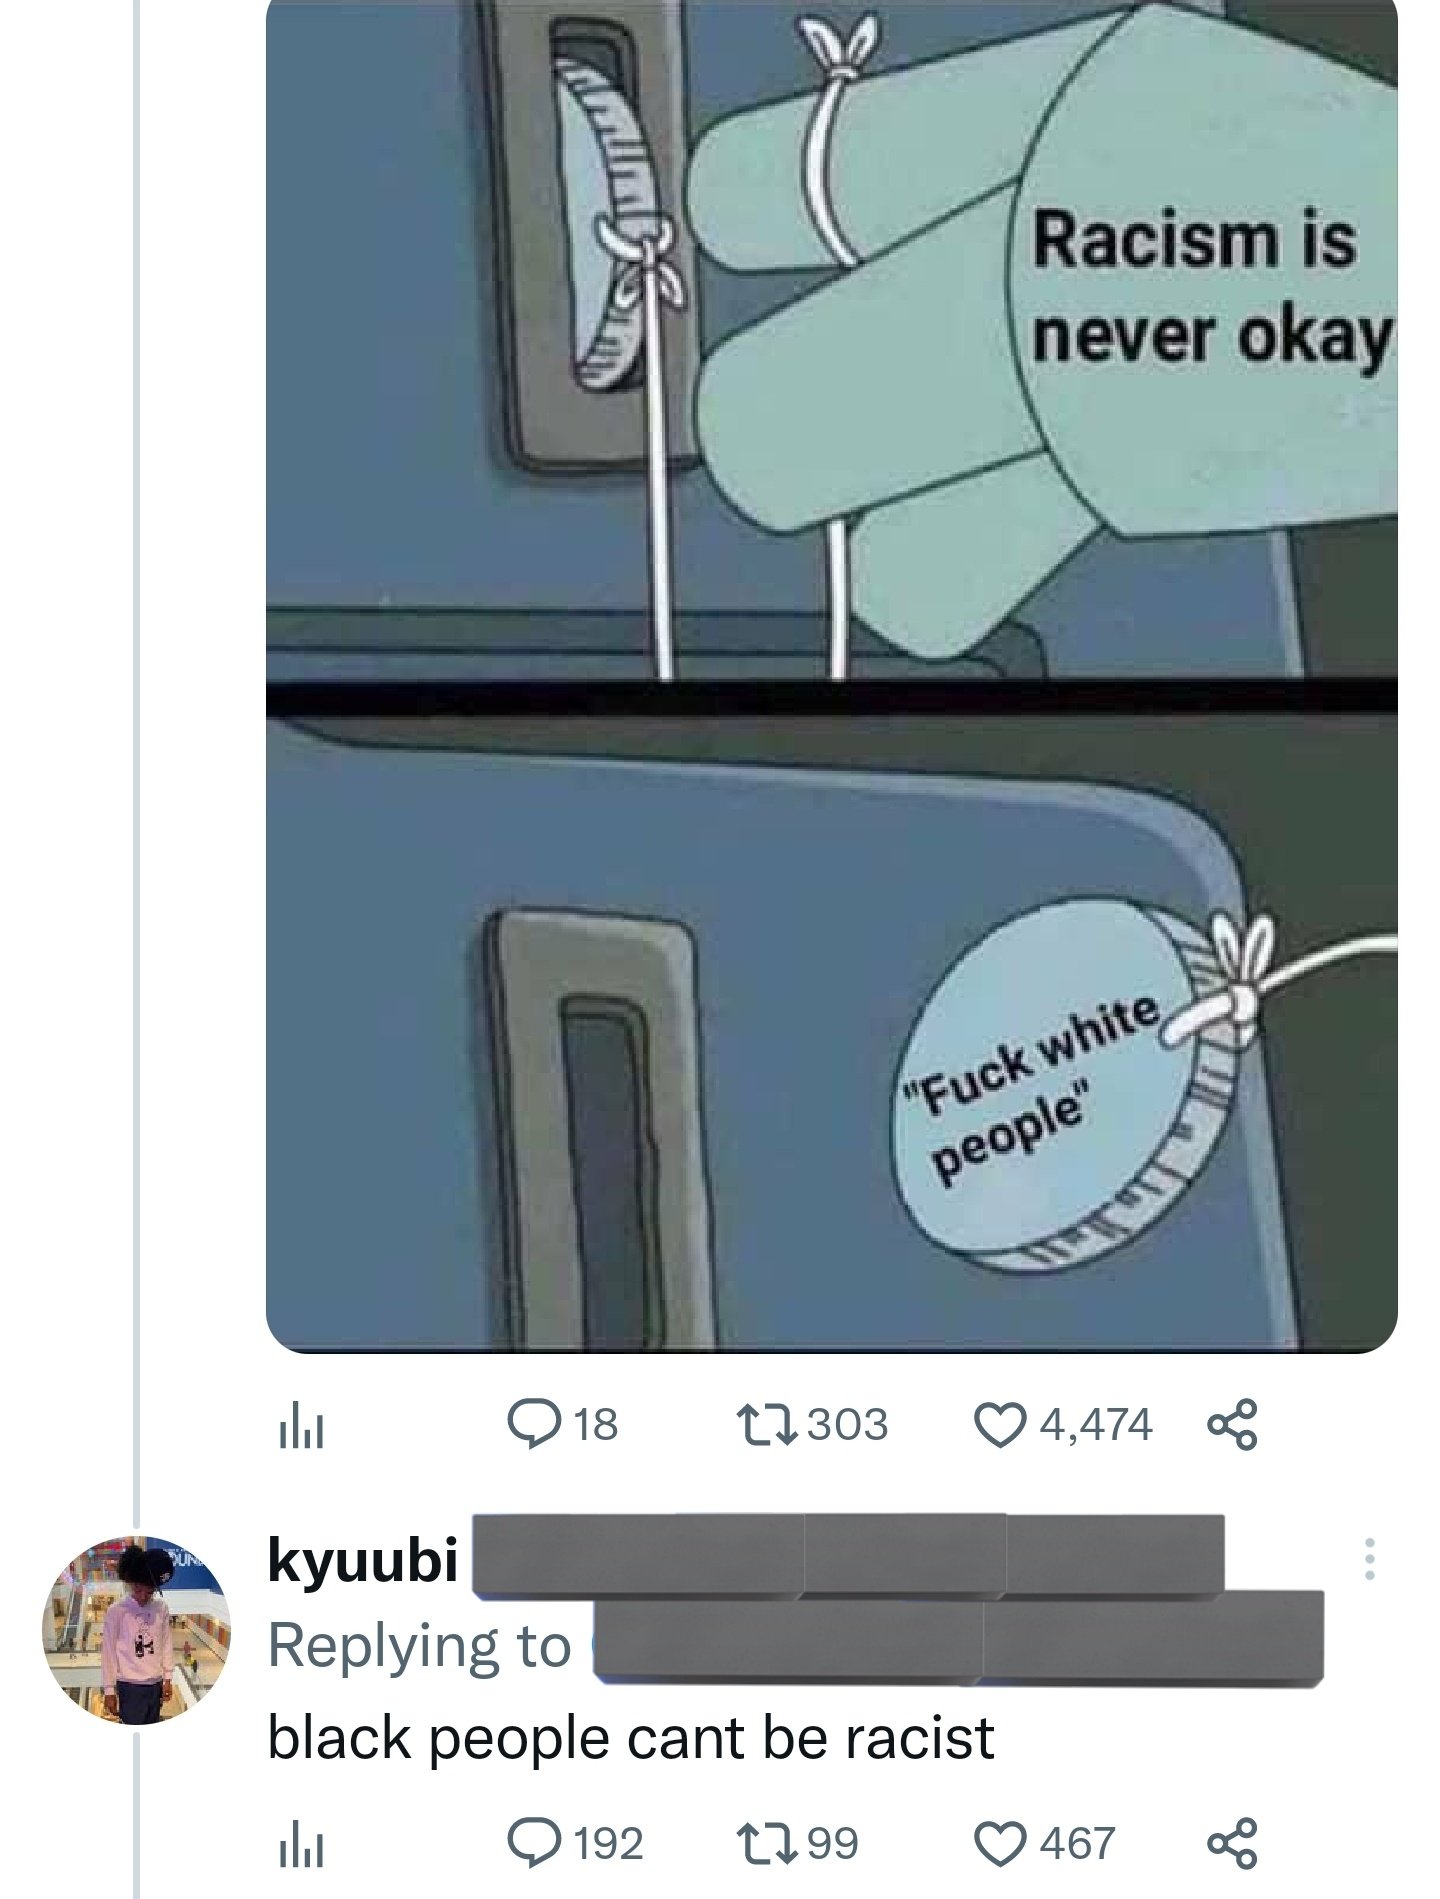 Racism is
never okay
"Fuck white
people"
18 303 4,474
kyuubi
Replying to
black people cant be racist
192 99 467